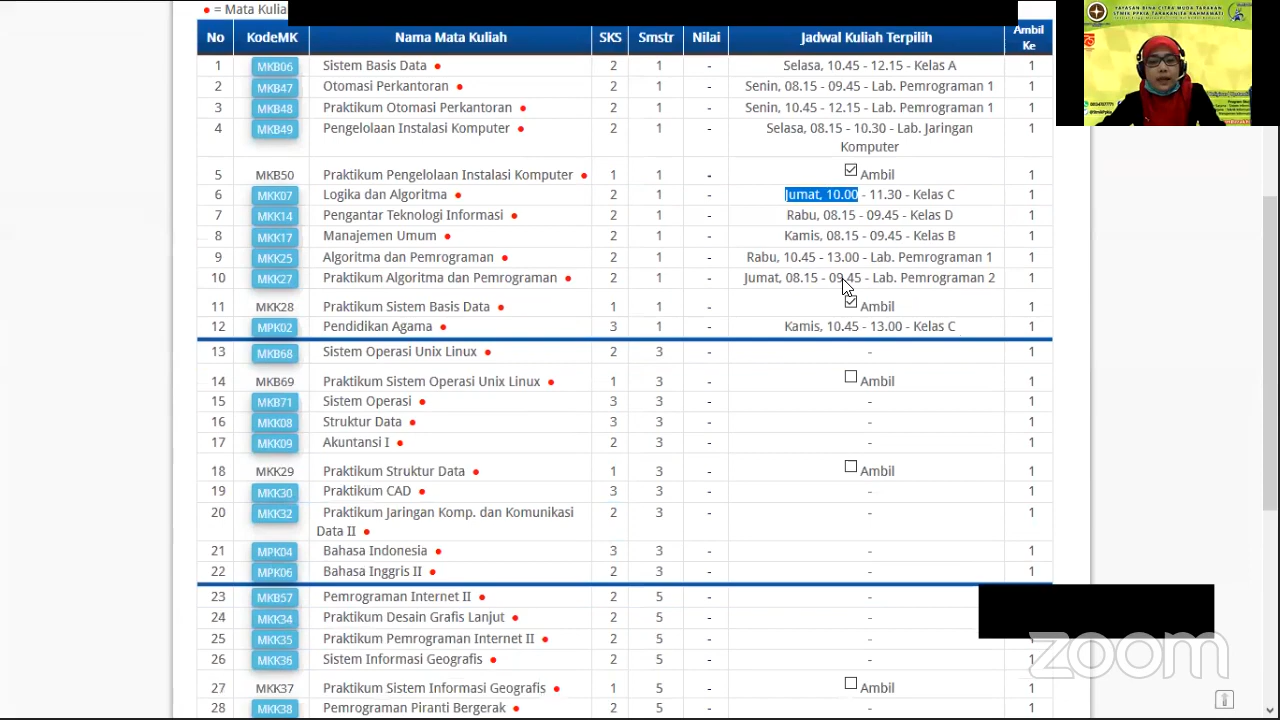 • = Mata Kulia
YAYASAN BINA CITRA MUDA TARAKAN
STMIK PPKIA TARAKANITA RAHMAWATI
No KodeMK Nama Mata Kuliah SKS Smstr Nilai Jadwal Kuliah Terpilih Ambil Ke
1 MKB06 Sistem Basis Data • 2 1 Selasa, 10.45 - 12.15 - Kelas A 1
2 MKB47 Otomasi Perkantoran • 2 1 Senin, 08.15 - 09.45 - Lab. Pemrograman 1 1
3 MKB48 Praktikum Otomasi Perkantoran • 2 1 Senin, - 12.15 - Lab. Pemrograman 1 1
4 MKB49 Pengelolaan Instalasi Komputer • 2 1 Selasa, 08.15 - 10.30 - Lab. Jaringan 1
Komputer
5 MKB50 Praktikum Pengelolaan Instalasi Komputer • 1 1 - Ambil 1
6 MKK07 Logika dan Algoritma • 2 1 - Jumat, 10.00 - 11.30 - Kelas C 1
7 MKK14 Pengantar Teknologi Informasi • 2 1 - Rabu, 08.15 - 09.45 - Kelas D 1
8 MKK17 Manajemen Umum • 2 1 - Kamis, 08.15 - 09.45 - Kelas B 1
9 MKK25 Algoritma dan Pemrograman • 2 1 - Rabu, 10.45 - 13.00 - Lab. Pemrograman 1 1
10 MKK27 Praktikum Algoritma dan Pemrograman • 2 1 - Jumat, 08.15 - 09.45 - Lab. Pemrograman 2 1
11 MKK28 Praktikum Sistem Basis Data • 1 1 - Ambil 1
12 MPK02 Pendidikan Agama • 3 1 - Kamis, 10.45 - 13.00 - Kelas C 1
13 MKB68 Sistem Operasi Unix Linux • 2 3 - - 1
14 MKB69 Praktikum Sistem Operasi Unix Linux • 1 3 - Ambil 1
15 MKB71 Sistem Operasi • 3 3 - - 1
16 MKK08 Struktur Data • 3 3 - - 1
17 MKK09 Akuntansi I • 2 3 - - 1
18 MKK29 Praktikum Struktur Data • 1 3 - Ambil 1
19 MKK30 Praktikum CAD • 3 3 - - 1
20 MKK32 Praktikum Jaringan Komp. dan Komunikasi 2 3 - - 1
Data II •
21 MPK04 Bahasa Indonesia • 3 3 - - 1
22 MPK06 Bahasa Inggris II • 2 3 - - 1
23 MKB57 Pemrograman Internet II • 2 5 - - 1
24 MKK34 Praktikum Desain Grafis Lanjut • 2 5 - -
25 MKK35 Praktikum Pemrograman Internet II • 2 5 - - 1
26 MKK36 Sistem Informasi Geografis • 2 5 - - 1
27 MKK37 Praktikum Sistem Informasi Geografis • 1 5 - Ambil 1
28 MKK38 Pemrograman Piranti Bergerak • 2 5 - - 1
zoom